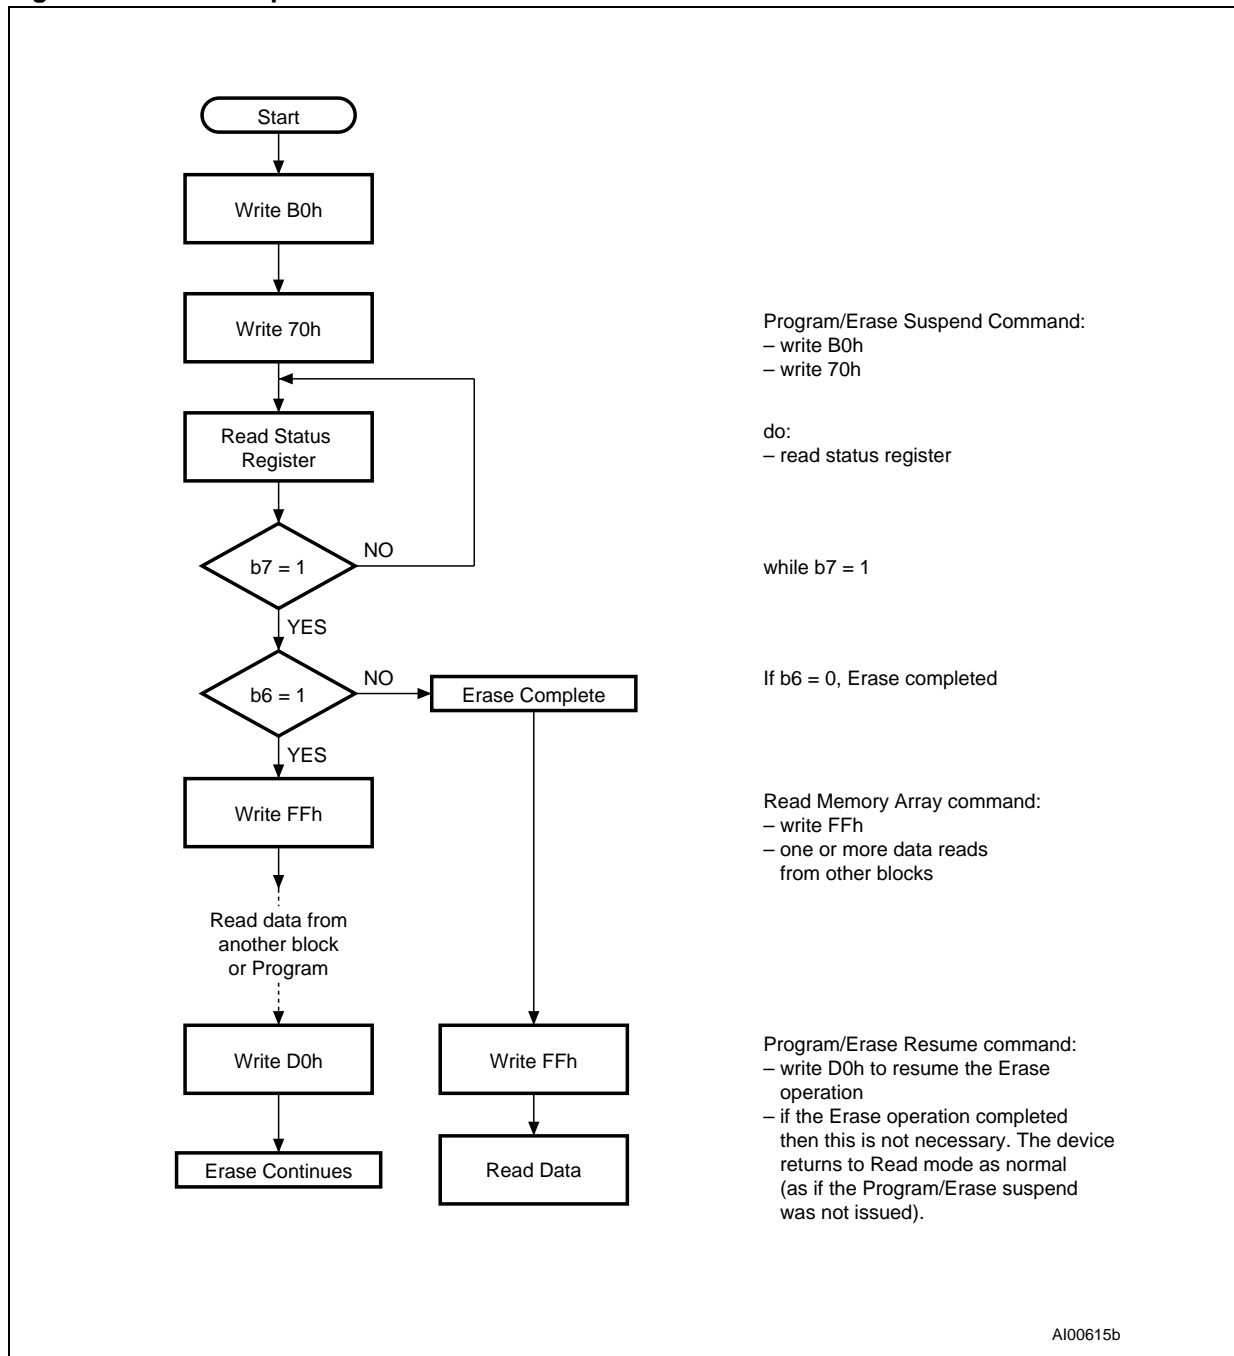 Start
Write B0h
Write 70h
Program/Erase Suspend Command:
– write B0h
– write 70h
Read Status
Register
do:
– read status register
b7 = 1
NO
while b7 = 1
YES
b6 = 1
NO
Erase Complete
If b6 = 0, Erase completed
YES
Write FFh
Read Memory Array command:
– write FFh
– one or more data reads
from other blocks
Read data from
another block
or Program
Write D0h
Write FFh
Program/Erase Resume command:
– write D0h to resume the Erase
operation
– if the Erase operation completed
then this is not necessary. The device
returns to Read mode as normal
(as if the Program/Erase suspend
was not issued).
Erase Continues
Read Data
AI00615b